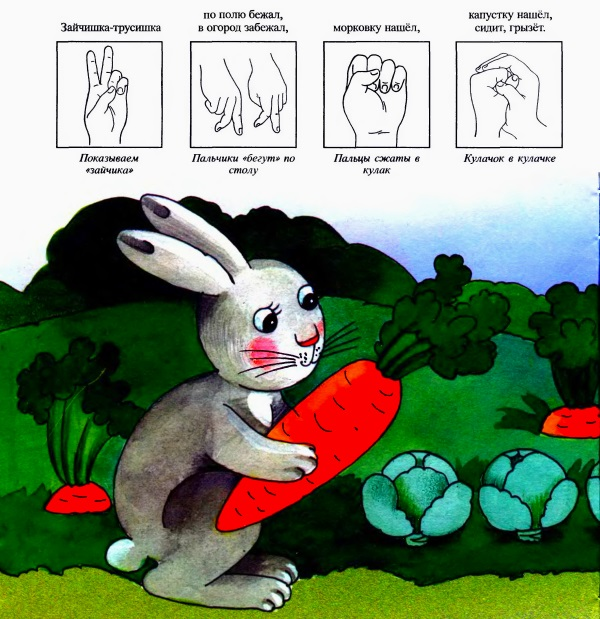 Зайчишка-трусишка
по полю бежал,
в огород забежал,
морковку нашёл,
капустку нашёл,
сидит, грызёт.
Показываем
«зайчика»
Пальчики «бегут» по
столу
Пальцы сжаты в
кулак
Кулачок в кулачке